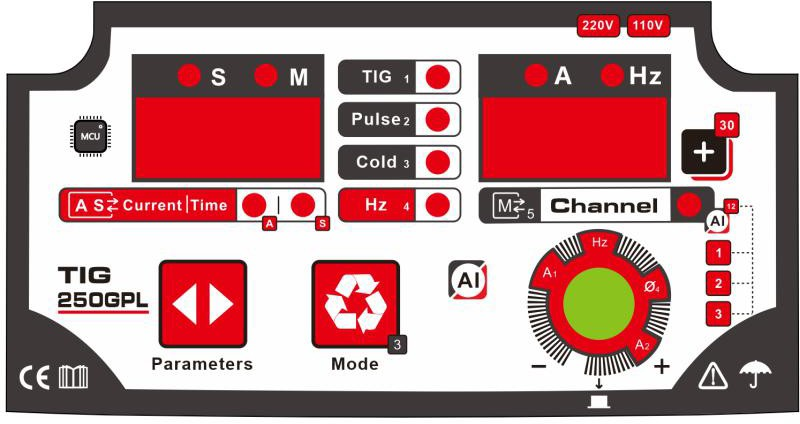 220V 110V
S M
TIG 1
A Hz
Pulse 2
MCU
30
+
Cold 3
A S⇄ Current|Time
A
S
Hz 4
M⇄ 5 Channel
12
AI
1
2
3
Hz
A1
Ø4
A2
- +
TIG
250GPL
AI
3
Parameters
Mode
CE